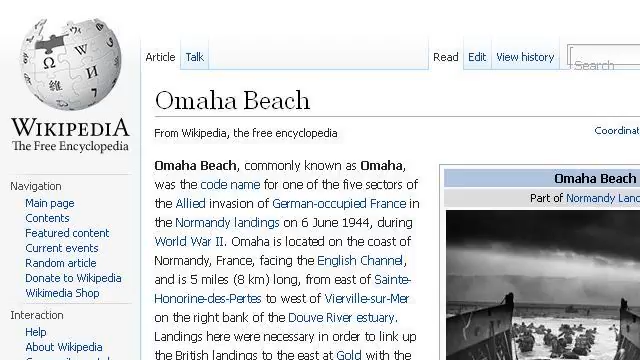 WIKIPEDIA
The Free Encyclopedia
Navigation
Main page
Contents
Featured content
Current events
Random article
Donate to Wikipedia
Wikimedia Shop
Interaction
Help
About Wikipedia
Article Talk Read Edit View history Search
Omaha Beach
From Wikipedia, the free encyclopedia
Coordinat
Omaha Beach, commonly known as Omaha,
was the code name for one of the five sectors of
the Allied invasion of German-occupied France in
the Normandy landings on 6 June 1944, during
World War II. Omaha is located on the coast of
Normandy, France, facing the English Channel,
and is 5 miles (8 km) long, from east of Sainte-
Honorine-des-Pertes to west of Vierville-sur-Mer
on the right bank of the Douve River estuary.
Landings here were necessary in order to link up
the British landings to the east at Gold with the
Omaha Beach
Part of Normandy Land